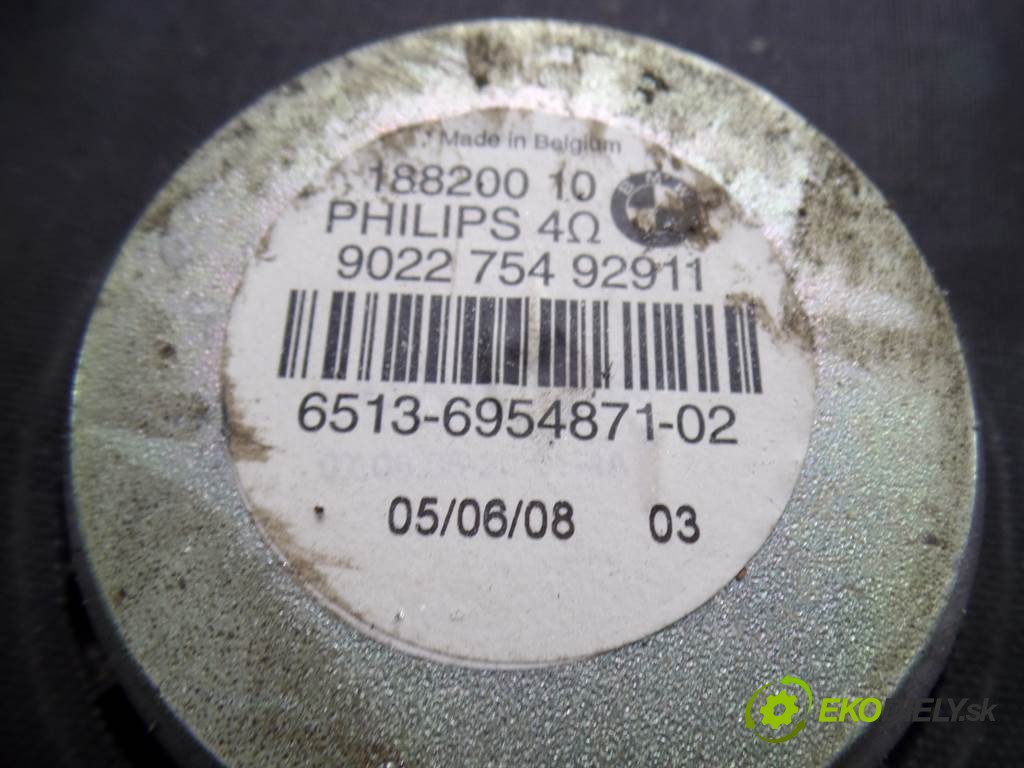 Made in Belgium
188200 10
BMW
PHILIPS 4Ω
9022 754 92911
6513-6954871-02
05/06/08 03
EKODIELY.sk